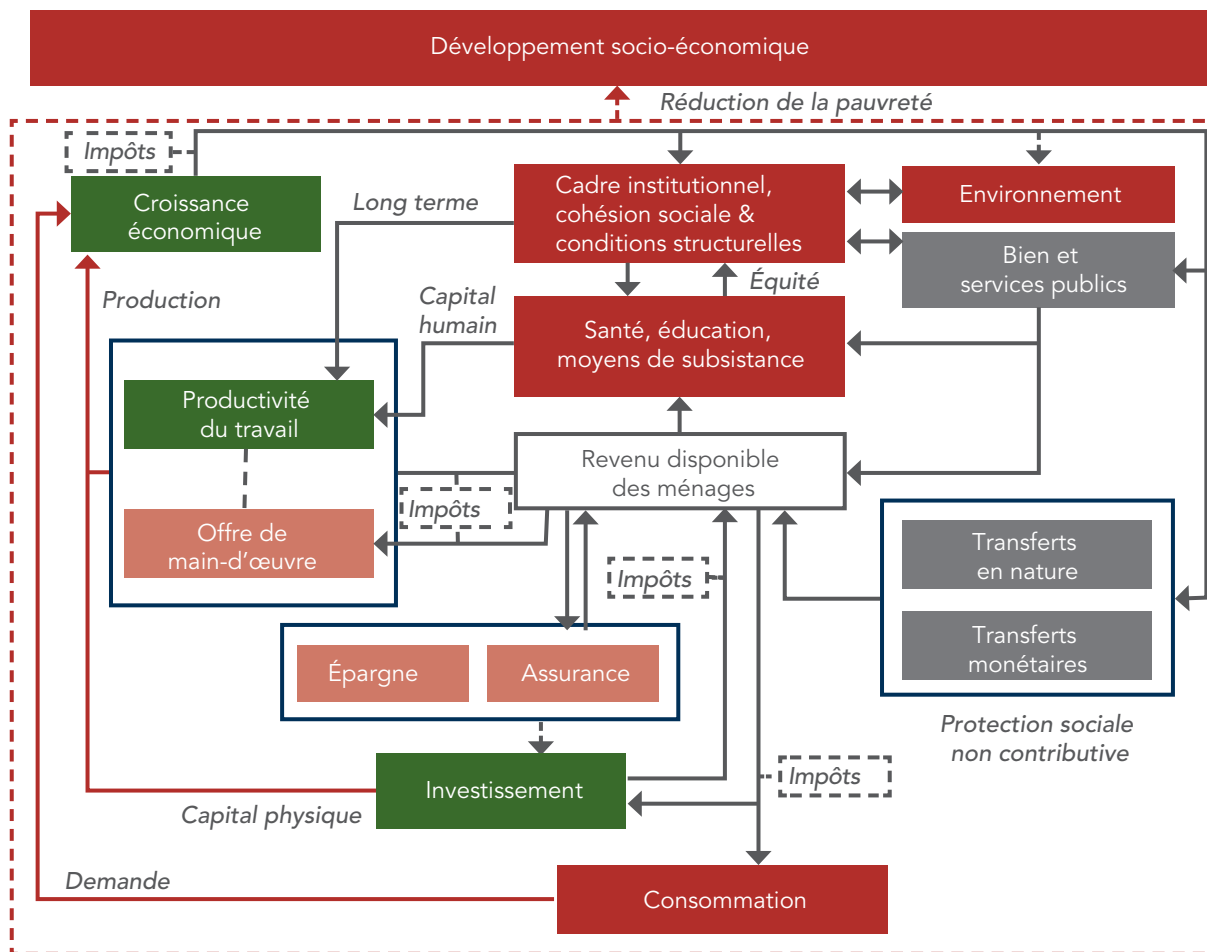 Développement socio-économique
Réduction de la pauvreté
Impôts
Croissance
économique
Long terme
Cadre institutionnel,
cohésion sociale &
conditions structurelles
Environnement
Bien et
services publics
Production
Capital
humain
Équité
Santé, éducation,
moyens de subsistance
Productivité
du travail
Revenu disponible
des ménages
Impôts
Offre de
main-d'œuvre
Transferts
en nature
Impôts
Transferts
monétaires
Épargne
Assurance
Protection sociale
non contributive
Investissement
Impôts
Capital physique
Demande
Consommation